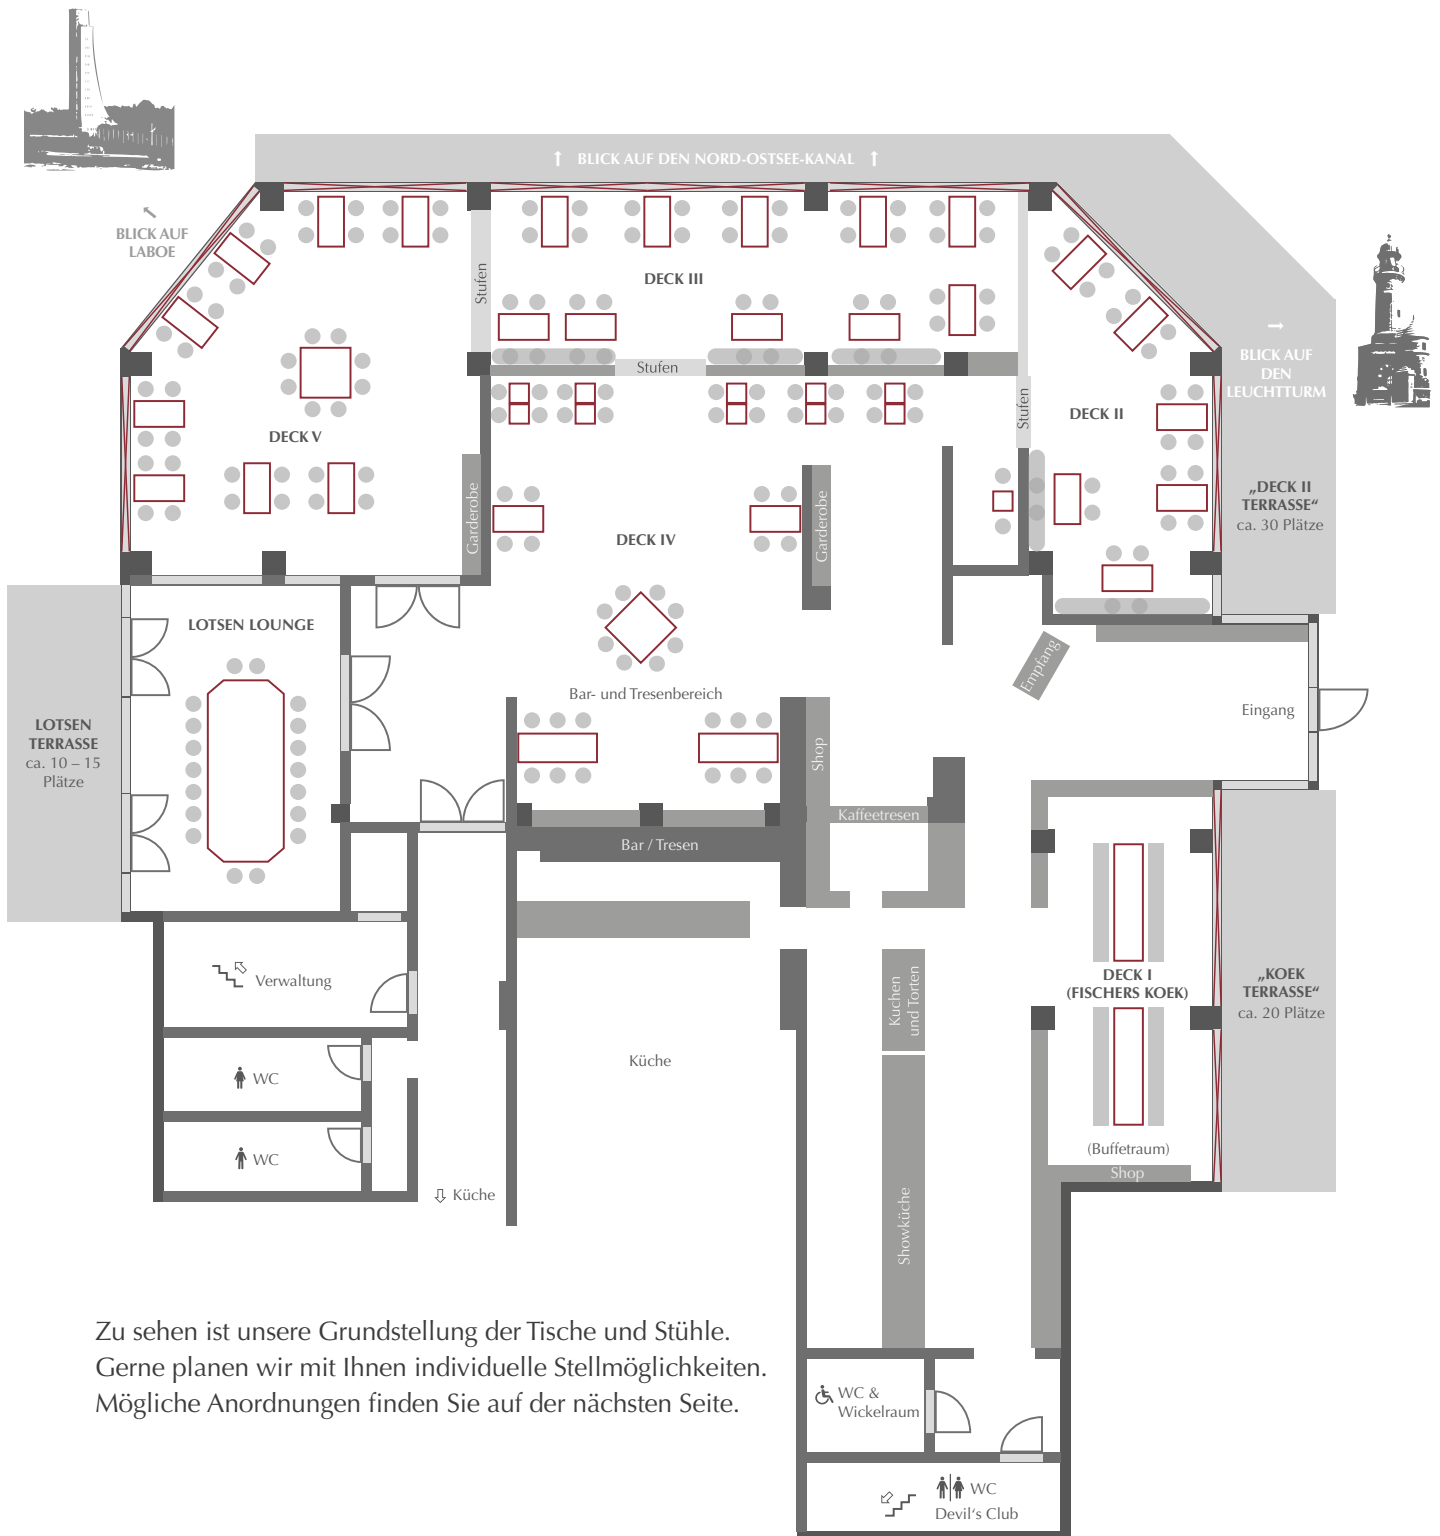 BLICK AUF DEN NORD-OSTSEE-KANAL
BLICK AUF
LABOE
Stufen
DECK III
Stufen
BLICK AUF
DEN
LEUCHTTURM
Stufen
DECK II
DECK V
Garderobe
Garderobe
DECK IV
„DECK II
TERRASSE“
ca. 30 Plätze
LOTSEN LOUNGE
Empfang
Bar- und Tresenbereich
Eingang
LOTSEN
TERRASSE
ca. 10 – 15
Plätze
Shop
Kaffeetresen
Bar / Tresen
Verwaltung
Kuchen
und Torten
DECK I
(FISCHERS KOEK)
„KOEK
TERRASSE“
ca. 20 Plätze
Küche
WC
(Buffetraum)
WC
Shop
Küche
Showküche
Zu sehen ist unsere Grundstellung der Tische und Stühle.
Gerne planen wir mit Ihnen individuelle Stellmöglichkeiten.
Mögliche Anordnungen finden Sie auf der nächsten Seite.
WC &
Wickelraum
WC
Devil‘s Club